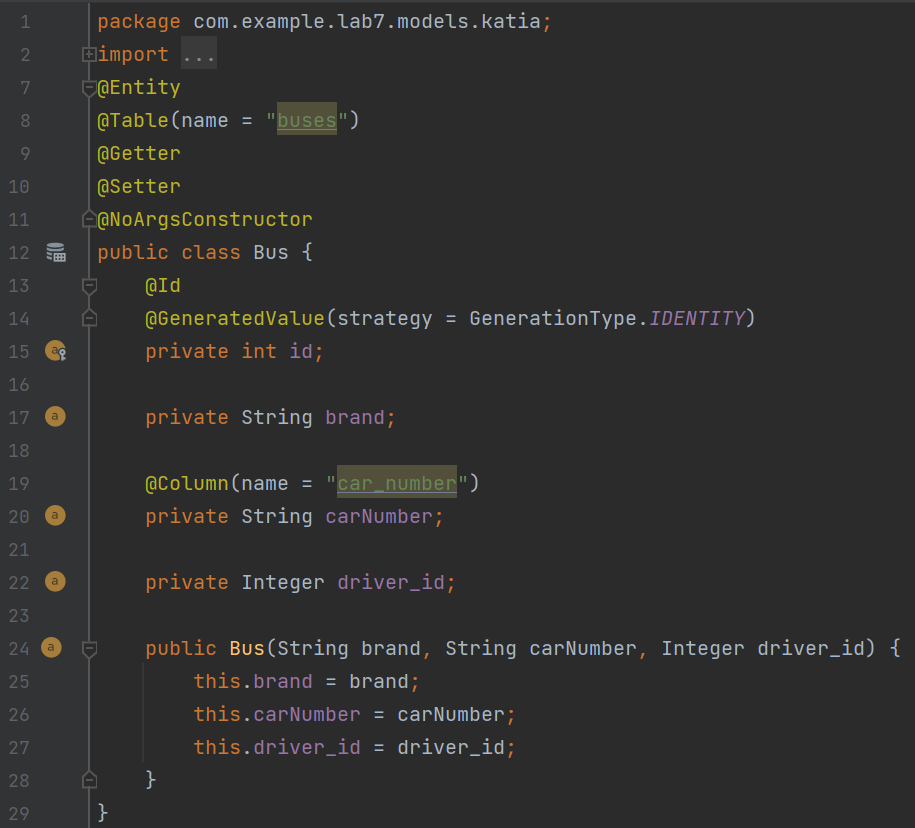 1 package com.example.lab7.models.katia;
2 import ...
7 @Entity
8 @Table(name = "buses")
9 @Getter
10 @Setter
11 @NoArgsConstructor
12 public class Bus {
13     @Id
14     @GeneratedValue(strategy = GenerationType.IDENTITY)
15 a     private int id;
16
17 a     private String brand;
18
19     @Column(name = "car_number")
20 a     private String carNumber;
21
22 a     private Integer driver_id;
23
24 a     public Bus(String brand, String carNumber, Integer driver_id) {
25         this.brand = brand;
26         this.carNumber = carNumber;
27         this.driver_id = driver_id;
28     }
29 }